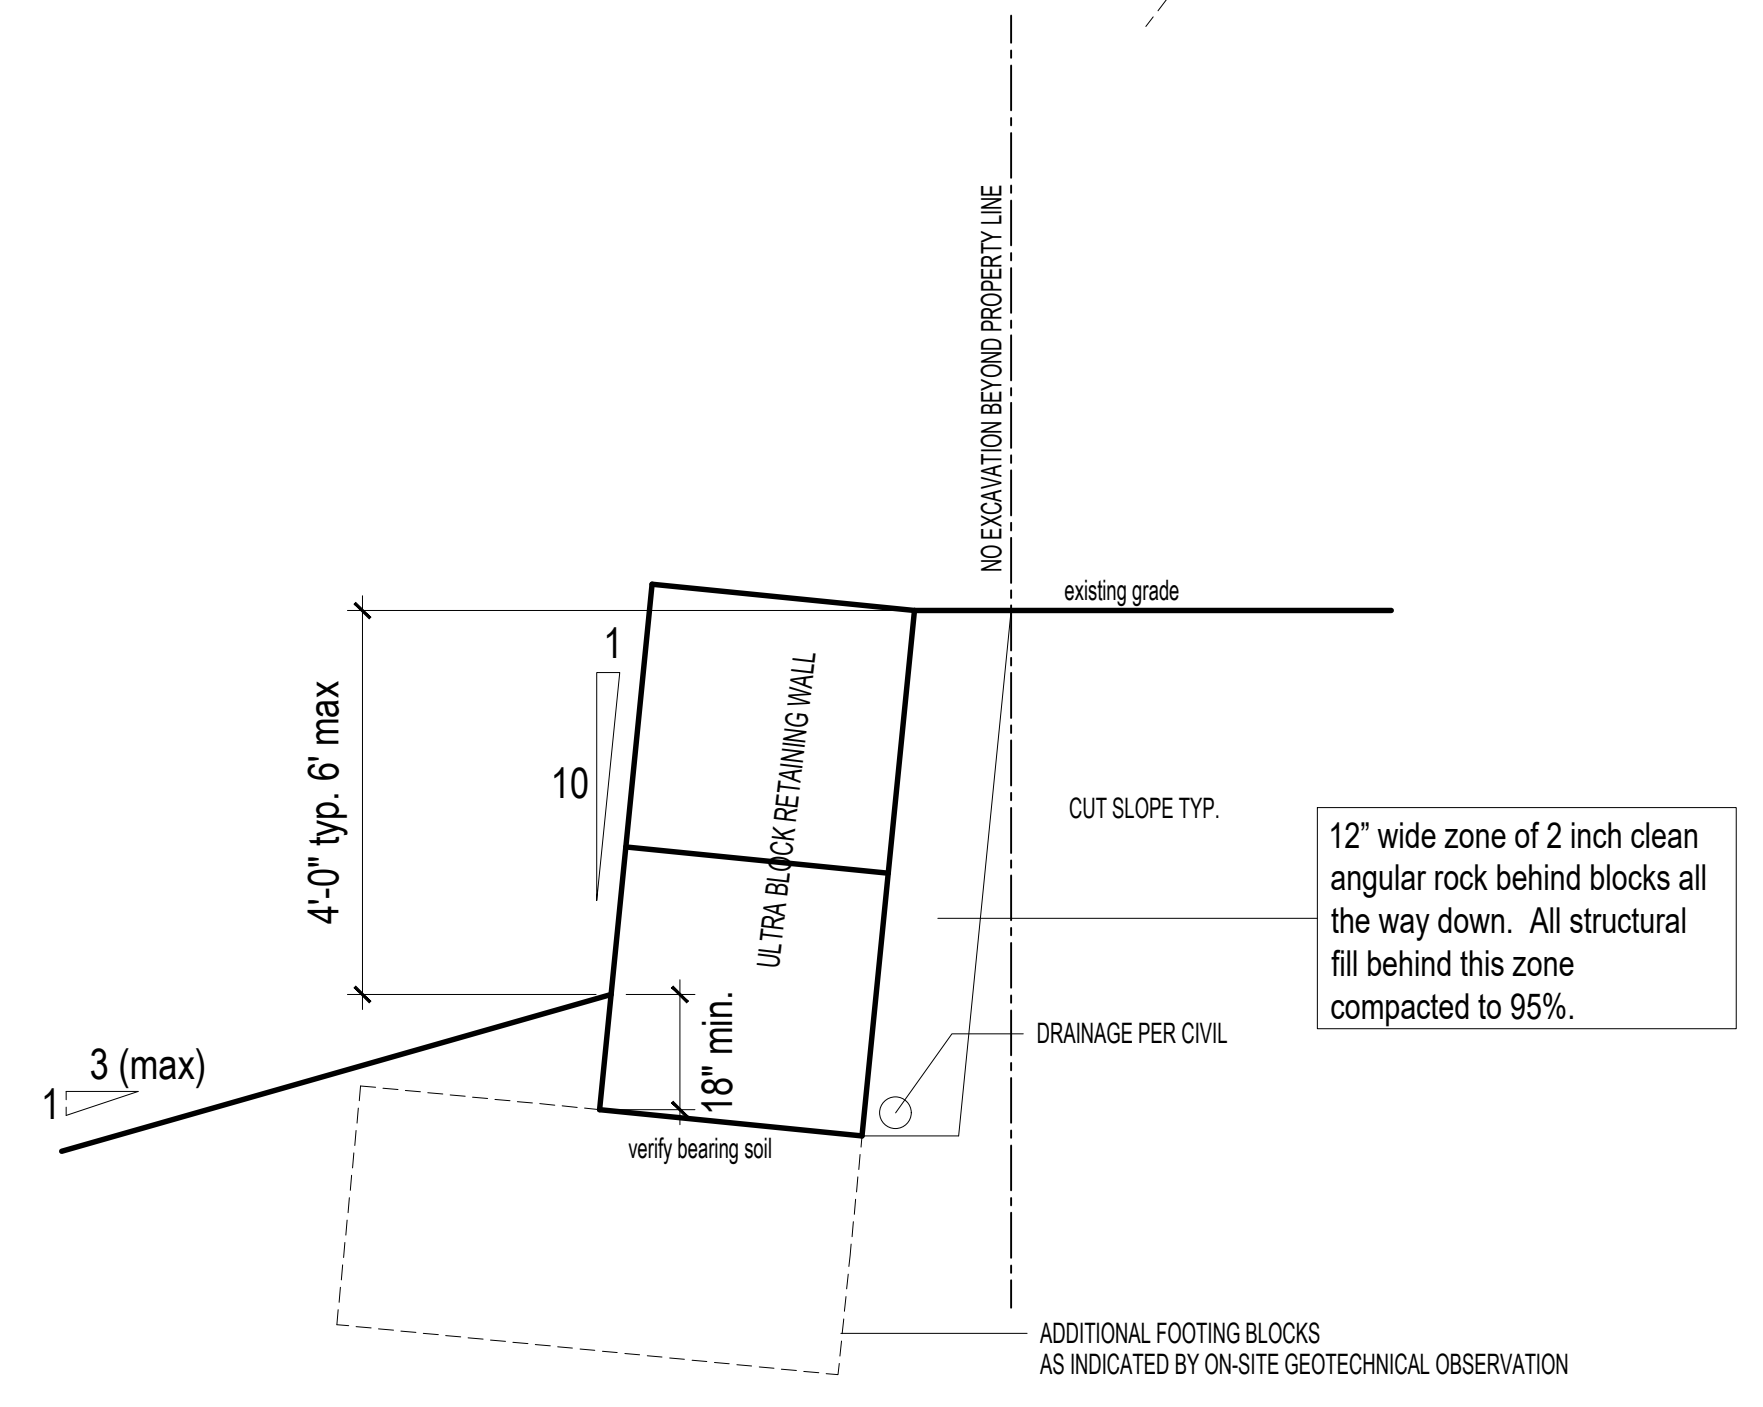 NO EXCAVATION BEYOND PROPERTY LINE
existing grade
1
10
4'-0" typ. 6' max
ULTRA BLOCK RETAINING WALL
CUT SLOPE TYP.
12” wide zone of 2 inch clean
angular rock behind blocks all
the way down. All structural
fill behind this zone
compacted to 95%.
18" min.
DRAINAGE PER CIVIL
3 (max)
1
verify bearing soil
ADDITIONAL FOOTING BLOCKS
AS INDICATED BY ON-SITE GEOTECHNICAL OBSERVATION